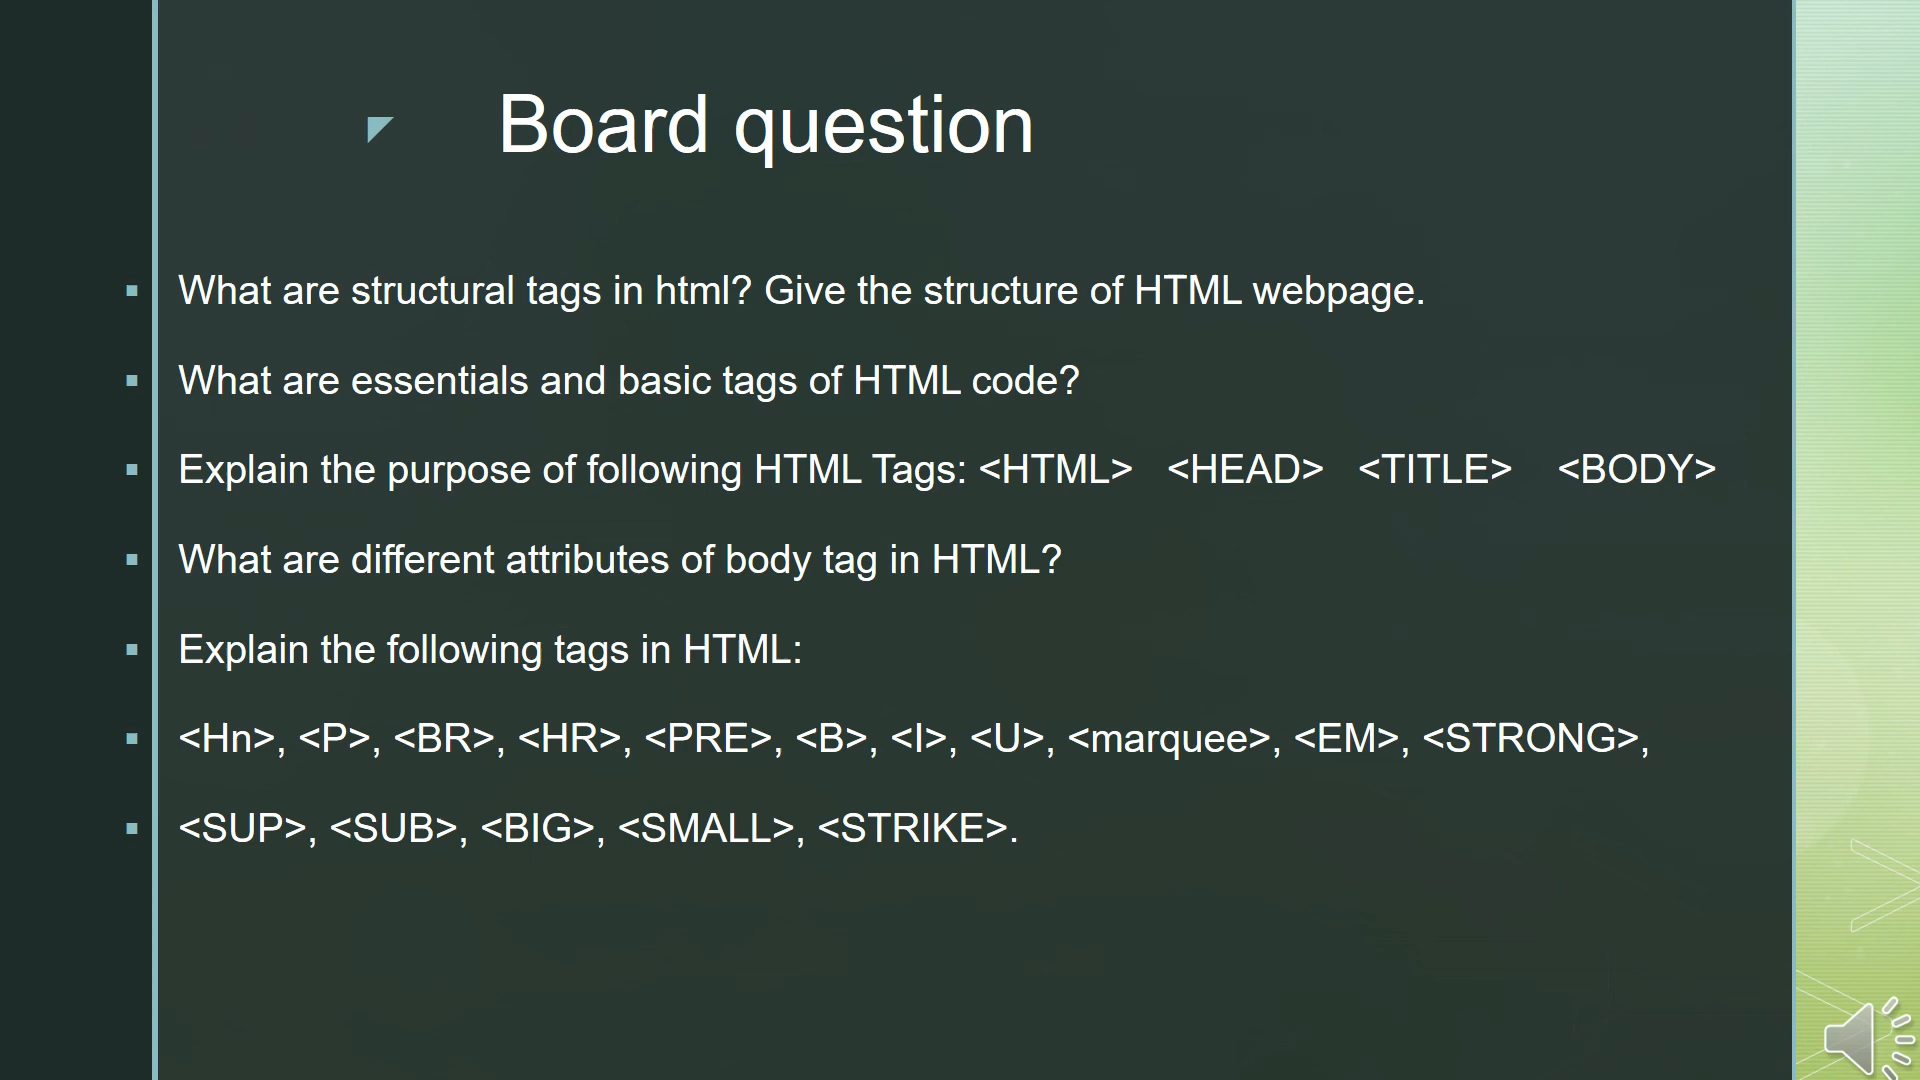 Board question
What are structural tags in html? Give the structure of HTML webpage.
What are essentials and basic tags of HTML code?
Explain the purpose of following HTML Tags: <HTML> <HEAD> <TITLE> <BODY>
What are different attributes of body tag in HTML?
Explain the following tags in HTML:
<Hn>, <P>, <BR>, <HR>, <PRE>, <B>, <I>, <U>, <marquee>, <EM>, <STRONG>,
<SUP>, <SUB>, <BIG>, <SMALL>, <STRIKE>.